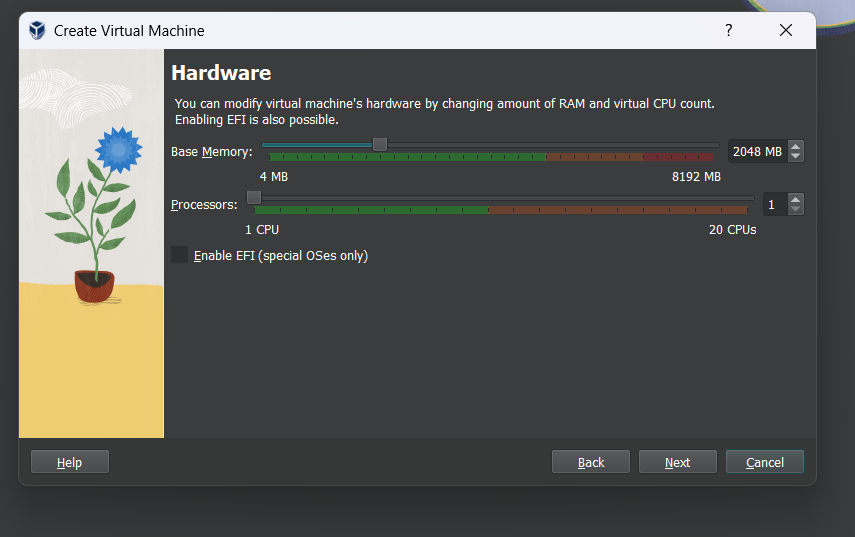 Create Virtual Machine ?
Hardware
You can modify virtual machine's hardware by changing amount of RAM and virtual CPU count.
Enabling EFI is also possible.
Base Memory: 2048 MB
4 MB 8192 MB
Processors: 1
1 CPU 20 CPUs
Enable EFI (special OSes only)
Help Back Next Cancel